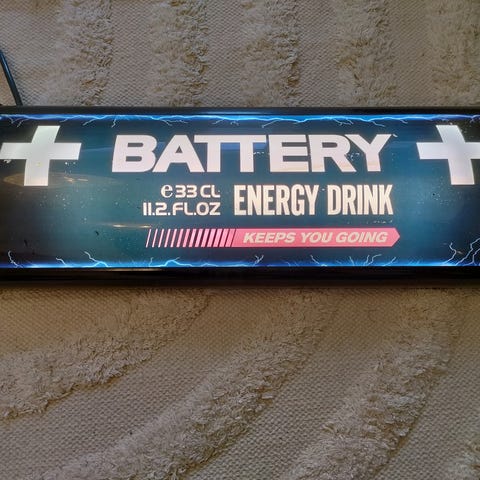 BATTERY
℮ 33 CL
11.2.FL.OZ
ENERGY DRINK
KEEPS YOU GOING